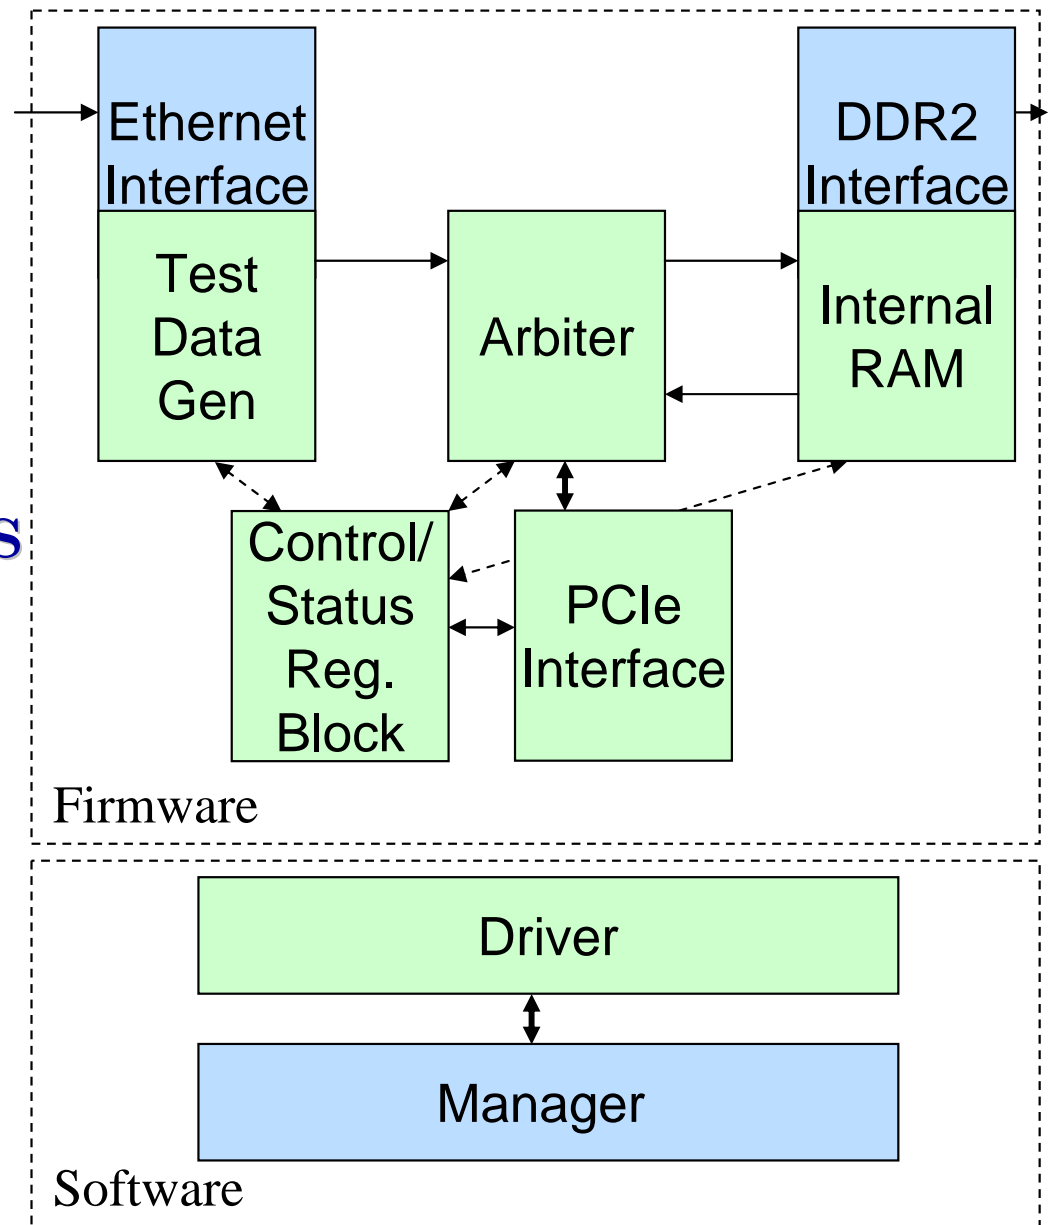 Ethernet
Interface
DDR2
Interface
Test
Data
Gen
Arbiter
Internal
RAM
s
Control/
Status
Reg.
Block
PCIe
Interface
Firmware
Driver
Manager
Software